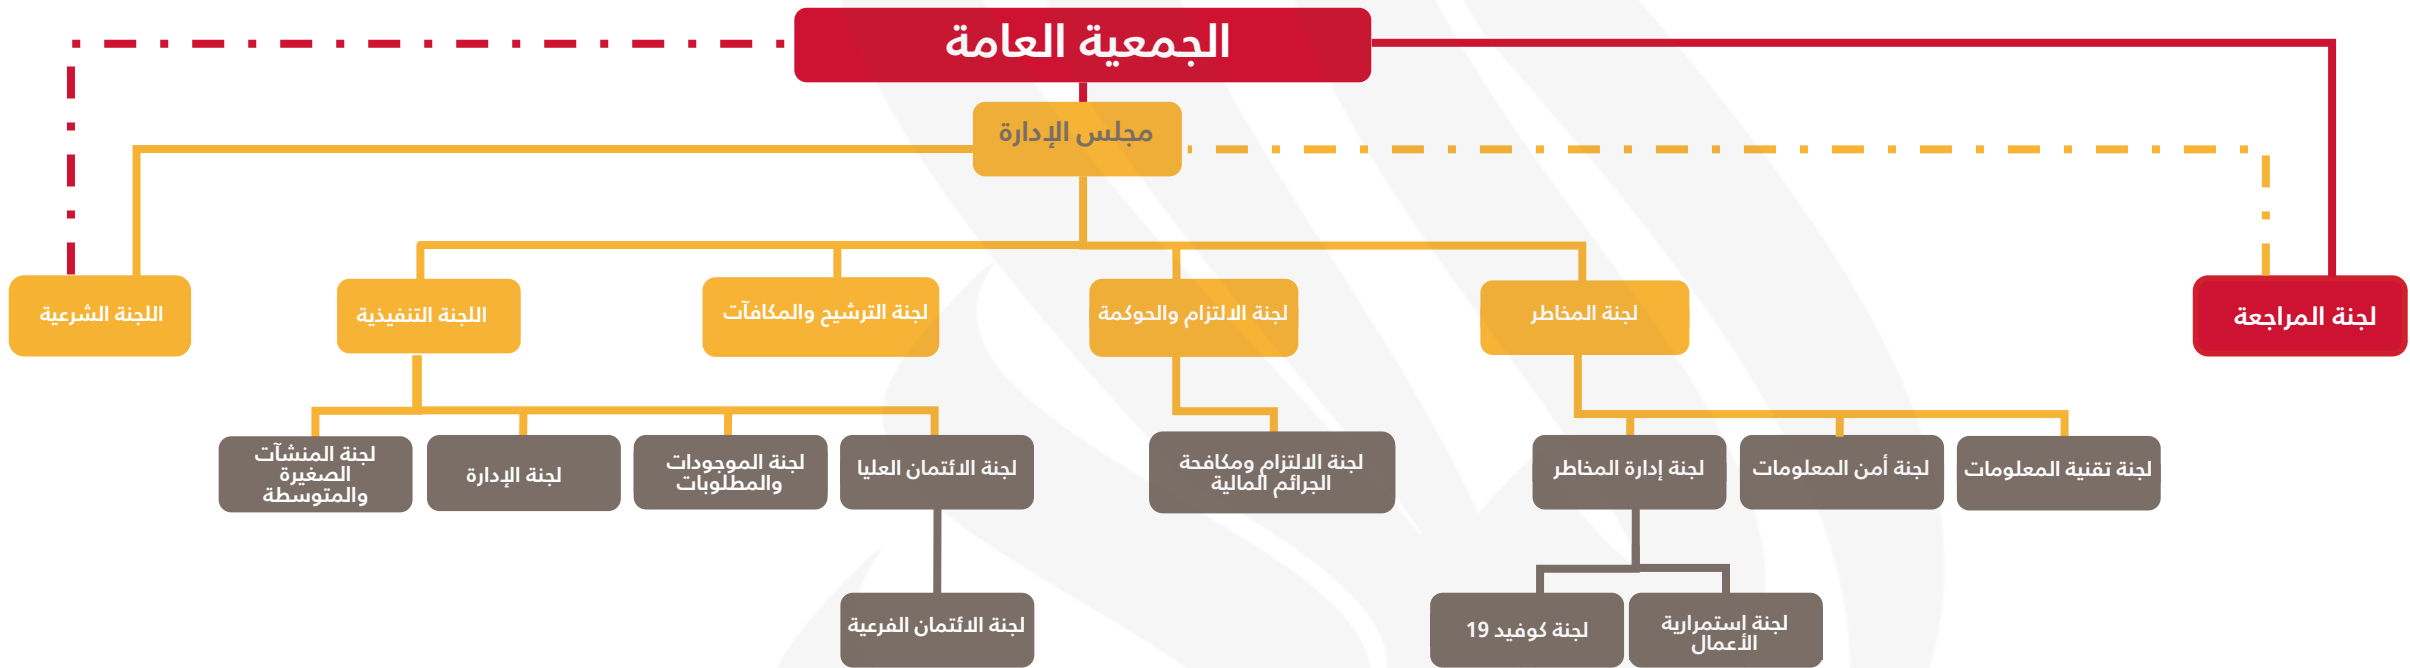 الجمعية العامة
مجلس الإدارة
لجنة المراجعة
لجنة المخاطر
لجنة الالتزام والحوكمة
لجنة الترشيح والمكافآت
اللجنة التنفيذية
اللجنة الشرعية
لجنة تقنية المعلومات
لجنة أمن المعلومات
لجنة إدارة المخاطر
لجنة الالتزام ومكافحة
الجرائم المالية
لجنة الائتمان العليا
لجنة الموجودات
والمطلوبات
لجنة الإدارة
لجنة المنشآت
الصغيرة
والمتوسطة
لجنة استمرارية
الأعمال
لجنة كوفيد 19
لجنة الائتمان الفرعية